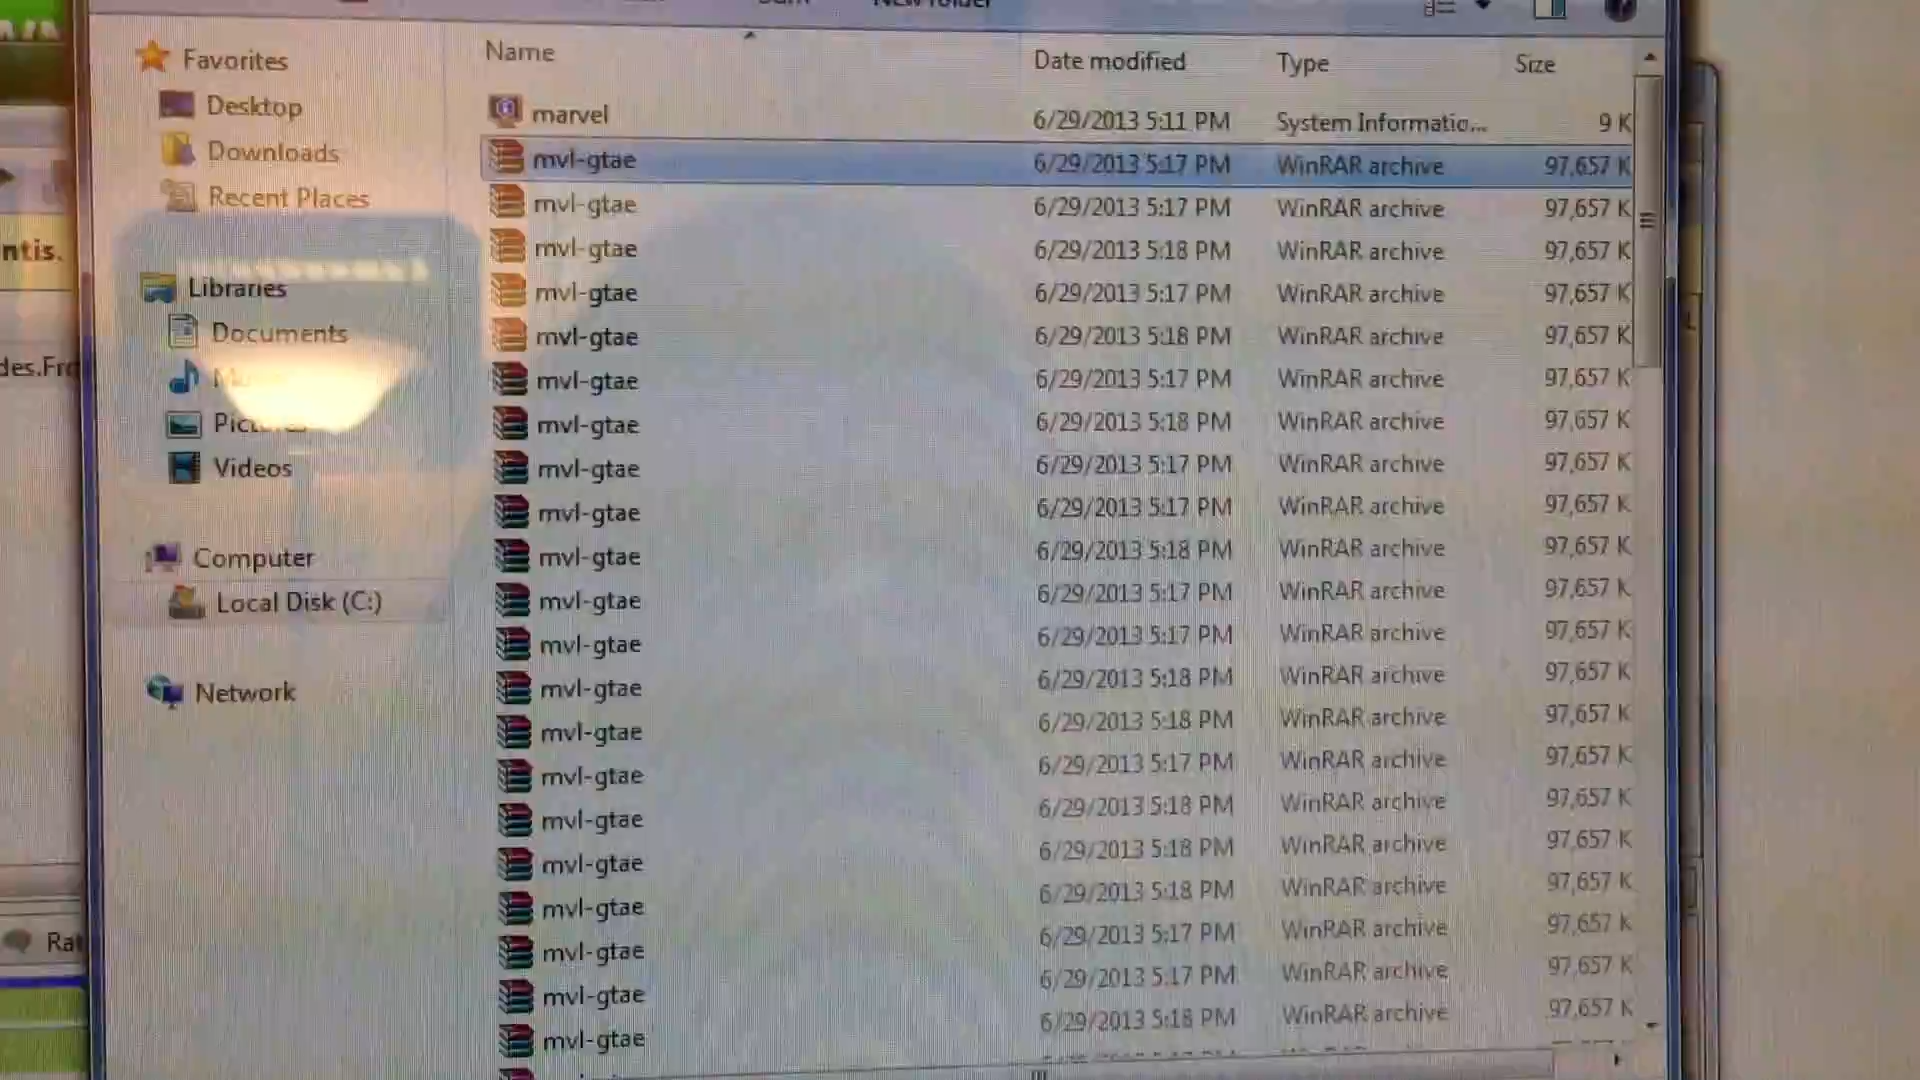 New folder
Name Date modified Type Size
Favorites
Desktop
Downloads
Recent Places
Libraries
Documents
Videos
Computer
Local Disk (C:)
Network
marvel 6/29/2013 5:11 PM System Informatio... 9 K
mvl-gtae 6/29/2013 5:17 PM WinRAR archive 97,657 K
mvl-gtae 6/29/2013 5:17 PM WinRAR archive 97,657 K
mvl-gtae 6/29/2013 5:18 PM WinRAR archive 97,657 K
mvl-gtae 6/29/2013 5:17 PM WinRAR archive 97,657 K
mvl-gtae 6/29/2013 5:18 PM WinRAR archive 97,657 K
mvl-gtae 6/29/2013 5:17 PM WinRAR archive 97,657 K
mvl-gtae 6/29/2013 5:18 PM WinRAR archive 97,657 K
mvl-gtae 6/29/2013 5:17 PM WinRAR archive 97,657 K
mvl-gtae 6/29/2013 5:17 PM WinRAR archive 97,657 K
mvl-gtae 6/29/2013 5:18 PM WinRAR archive 97,657 K
mvl-gtae 6/29/2013 5:17 PM WinRAR archive 97,657 K
mvl-gtae 6/29/2013 5:17 PM WinRAR archive 97,657 K
mvl-gtae 6/29/2013 5:18 PM WinRAR archive 97,657 K
mvl-gtae 6/29/2013 5:18 PM WinRAR archive 97,657 K
mvl-gtae 6/29/2013 5:17 PM WinRAR archive 97,657 K
mvl-gtae 6/29/2013 5:18 PM WinRAR archive 97,657 K
mvl-gtae 6/29/2013 5:18 PM WinRAR archive 97,657 K
mvl-gtae 6/29/2013 5:18 PM WinRAR archive 97,657 K
mvl-gtae 6/29/2013 5:17 PM WinRAR archive 97,657 K
mvl-gtae 6/29/2013 5:17 PM WinRAR archive 97,657 K
mvl-gtae 6/29/2013 5:18 PM WinRAR archive 97,657 K
ntis.
des.Fro
Rat